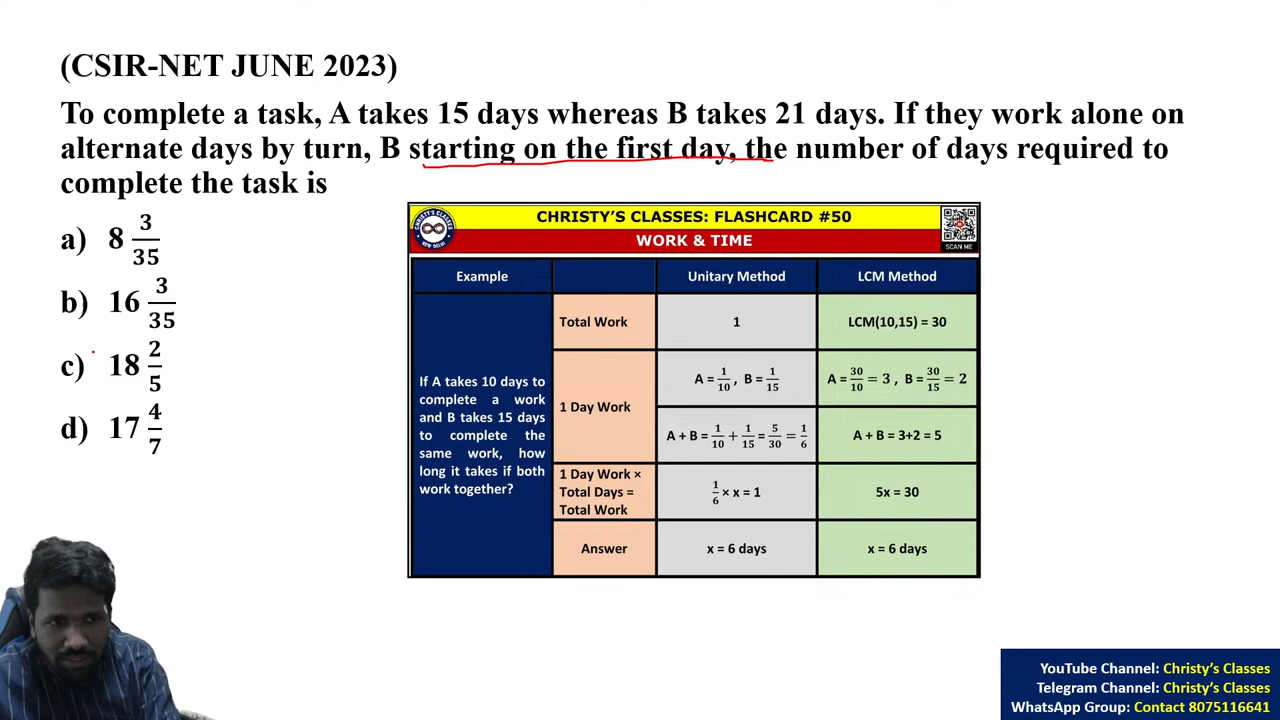 (CSIR-NET JUNE 2023)
To complete a task, A takes 15 days whereas B takes 21 days. If they work alone on
alternate days by turn, B starting on the first day, the number of days required to
complete the task is
a) 8 3/35
b) 16 3/35
c) 18 2/5
d) 17 4/7
CHRISTY'S CLASSES: FLASHCARD #50
WORK & TIME
CHRISTY'S CLASSES
NEW DELHI
SCAN ME
Example
Unitary Method
LCM Method
If A takes 10 days to
complete a work
and B takes 15 days
to complete the
same work, how
long it takes if both
work together?
Total Work
1
LCM(10,15) = 30
1 Day Work
A = 1/10 , B = 1/15
A = 30/10 = 3 , B = 30/15 = 2
A + B = 1/10 + 1/15 = 5/30 = 1/6
A + B = 3+2 = 5
1 Day Work ×
Total Days =
Total Work
1/6 × x = 1
5x = 30
Answer
x = 6 days
x = 6 days
YouTube Channel: Christy's Classes
Telegram Channel: Christy's Classes
WhatsApp Group: Contact 8075116641